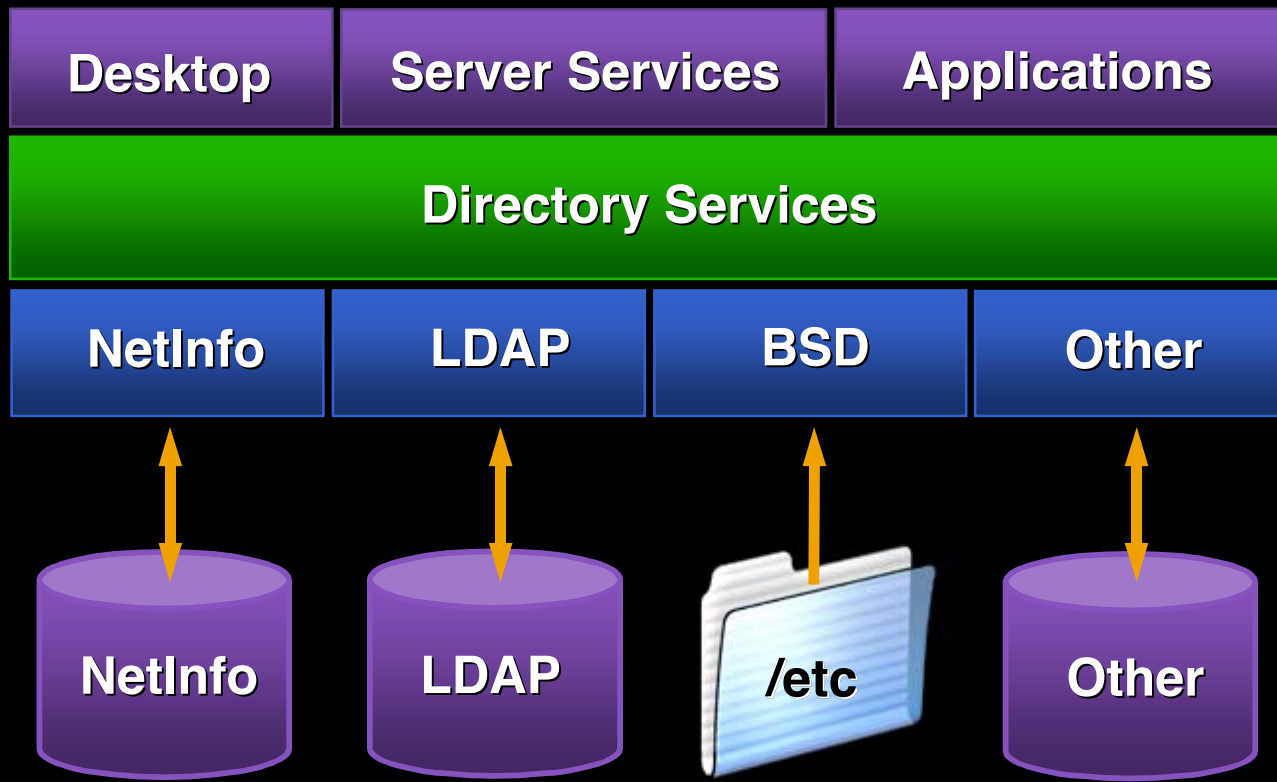 Desktop
Server Services
Applications
Directory Services
NetInfo
LDAP
BSD
Other
NetInfo
LDAP
/etc
Other